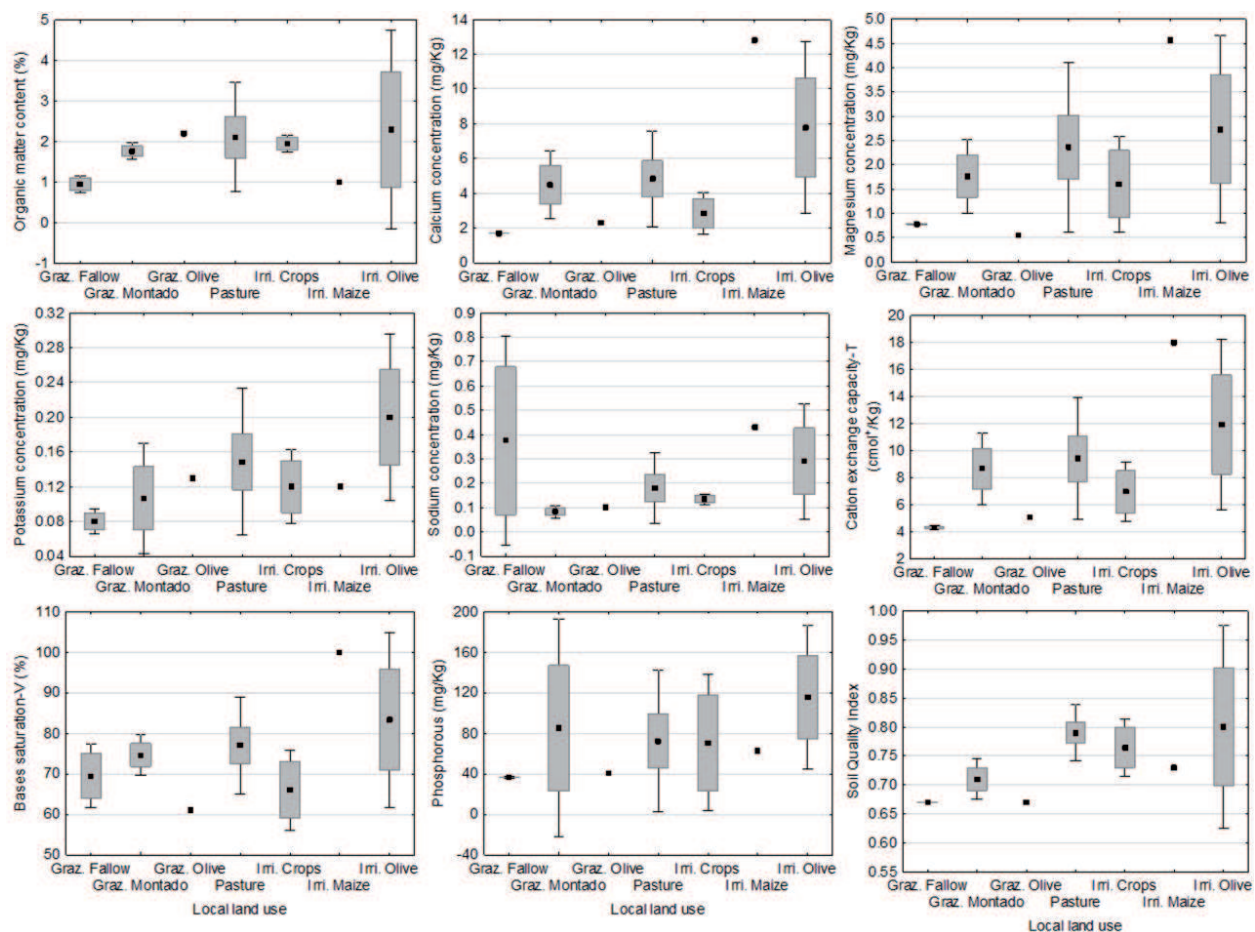 Organic matter content (%)
5
4
3
2
1
0
-1
Graz. Fallow Graz. Olive Irri. Crops Irri. Olive
Graz. Montado Pasture Irri. Maize
Calcium concentration (mg/Kg)
14
12
10
8
6
4
2
0
Graz. Fallow Graz. Olive Irri. Crops Irri. Olive
Graz. Montado Pasture Irri. Maize
Magnesium concentration (mg/Kg)
5.0
4.5
4.0
3.5
3.0
2.5
2.0
1.5
1.0
0.5
0.0
Graz. Fallow Graz. Olive Irri. Crops Irri. Olive
Graz. Montado Pasture Irri. Maize
Potassium concentration (mg/Kg)
0.32
0.28
0.24
0.20
0.16
0.12
0.08
0.04
Graz. Fallow Graz. Olive Irri. Crops Irri. Olive
Graz. Montado Pasture Irri. Maize
Sodium concentration (mg/Kg)
0.9
0.8
0.7
0.6
0.5
0.4
0.3
0.2
0.1
0.0
-0.1
Graz. Fallow Graz. Olive Irri. Crops Irri. Olive
Graz. Montado Pasture Irri. Maize
Cation exchange capacity-T
(cmol+/Kg)
20
18
16
14
12
10
8
6
4
2
Graz. Fallow Graz. Olive Irri. Crops Irri. Olive
Graz. Montado Pasture Irri. Maize
Bases saturation-V (%)
110
100
90
80
70
60
50
Graz. Fallow Graz. Olive Irri. Crops Irri. Olive
Graz. Montado Pasture Irri. Maize
Local land use
Phosphorous (mg/Kg)
200
160
120
80
40
0
-40
Graz. Fallow Graz. Olive Irri. Crops Irri. Olive
Graz. Montado Pasture Irri. Maize
Local land use
Soil Quality Index
1.00
0.95
0.90
0.85
0.80
0.75
0.70
0.65
0.60
0.55
Graz. Fallow Graz. Olive Irri. Crops Irri. Olive
Graz. Montado Pasture Irri. Maize
Local land use